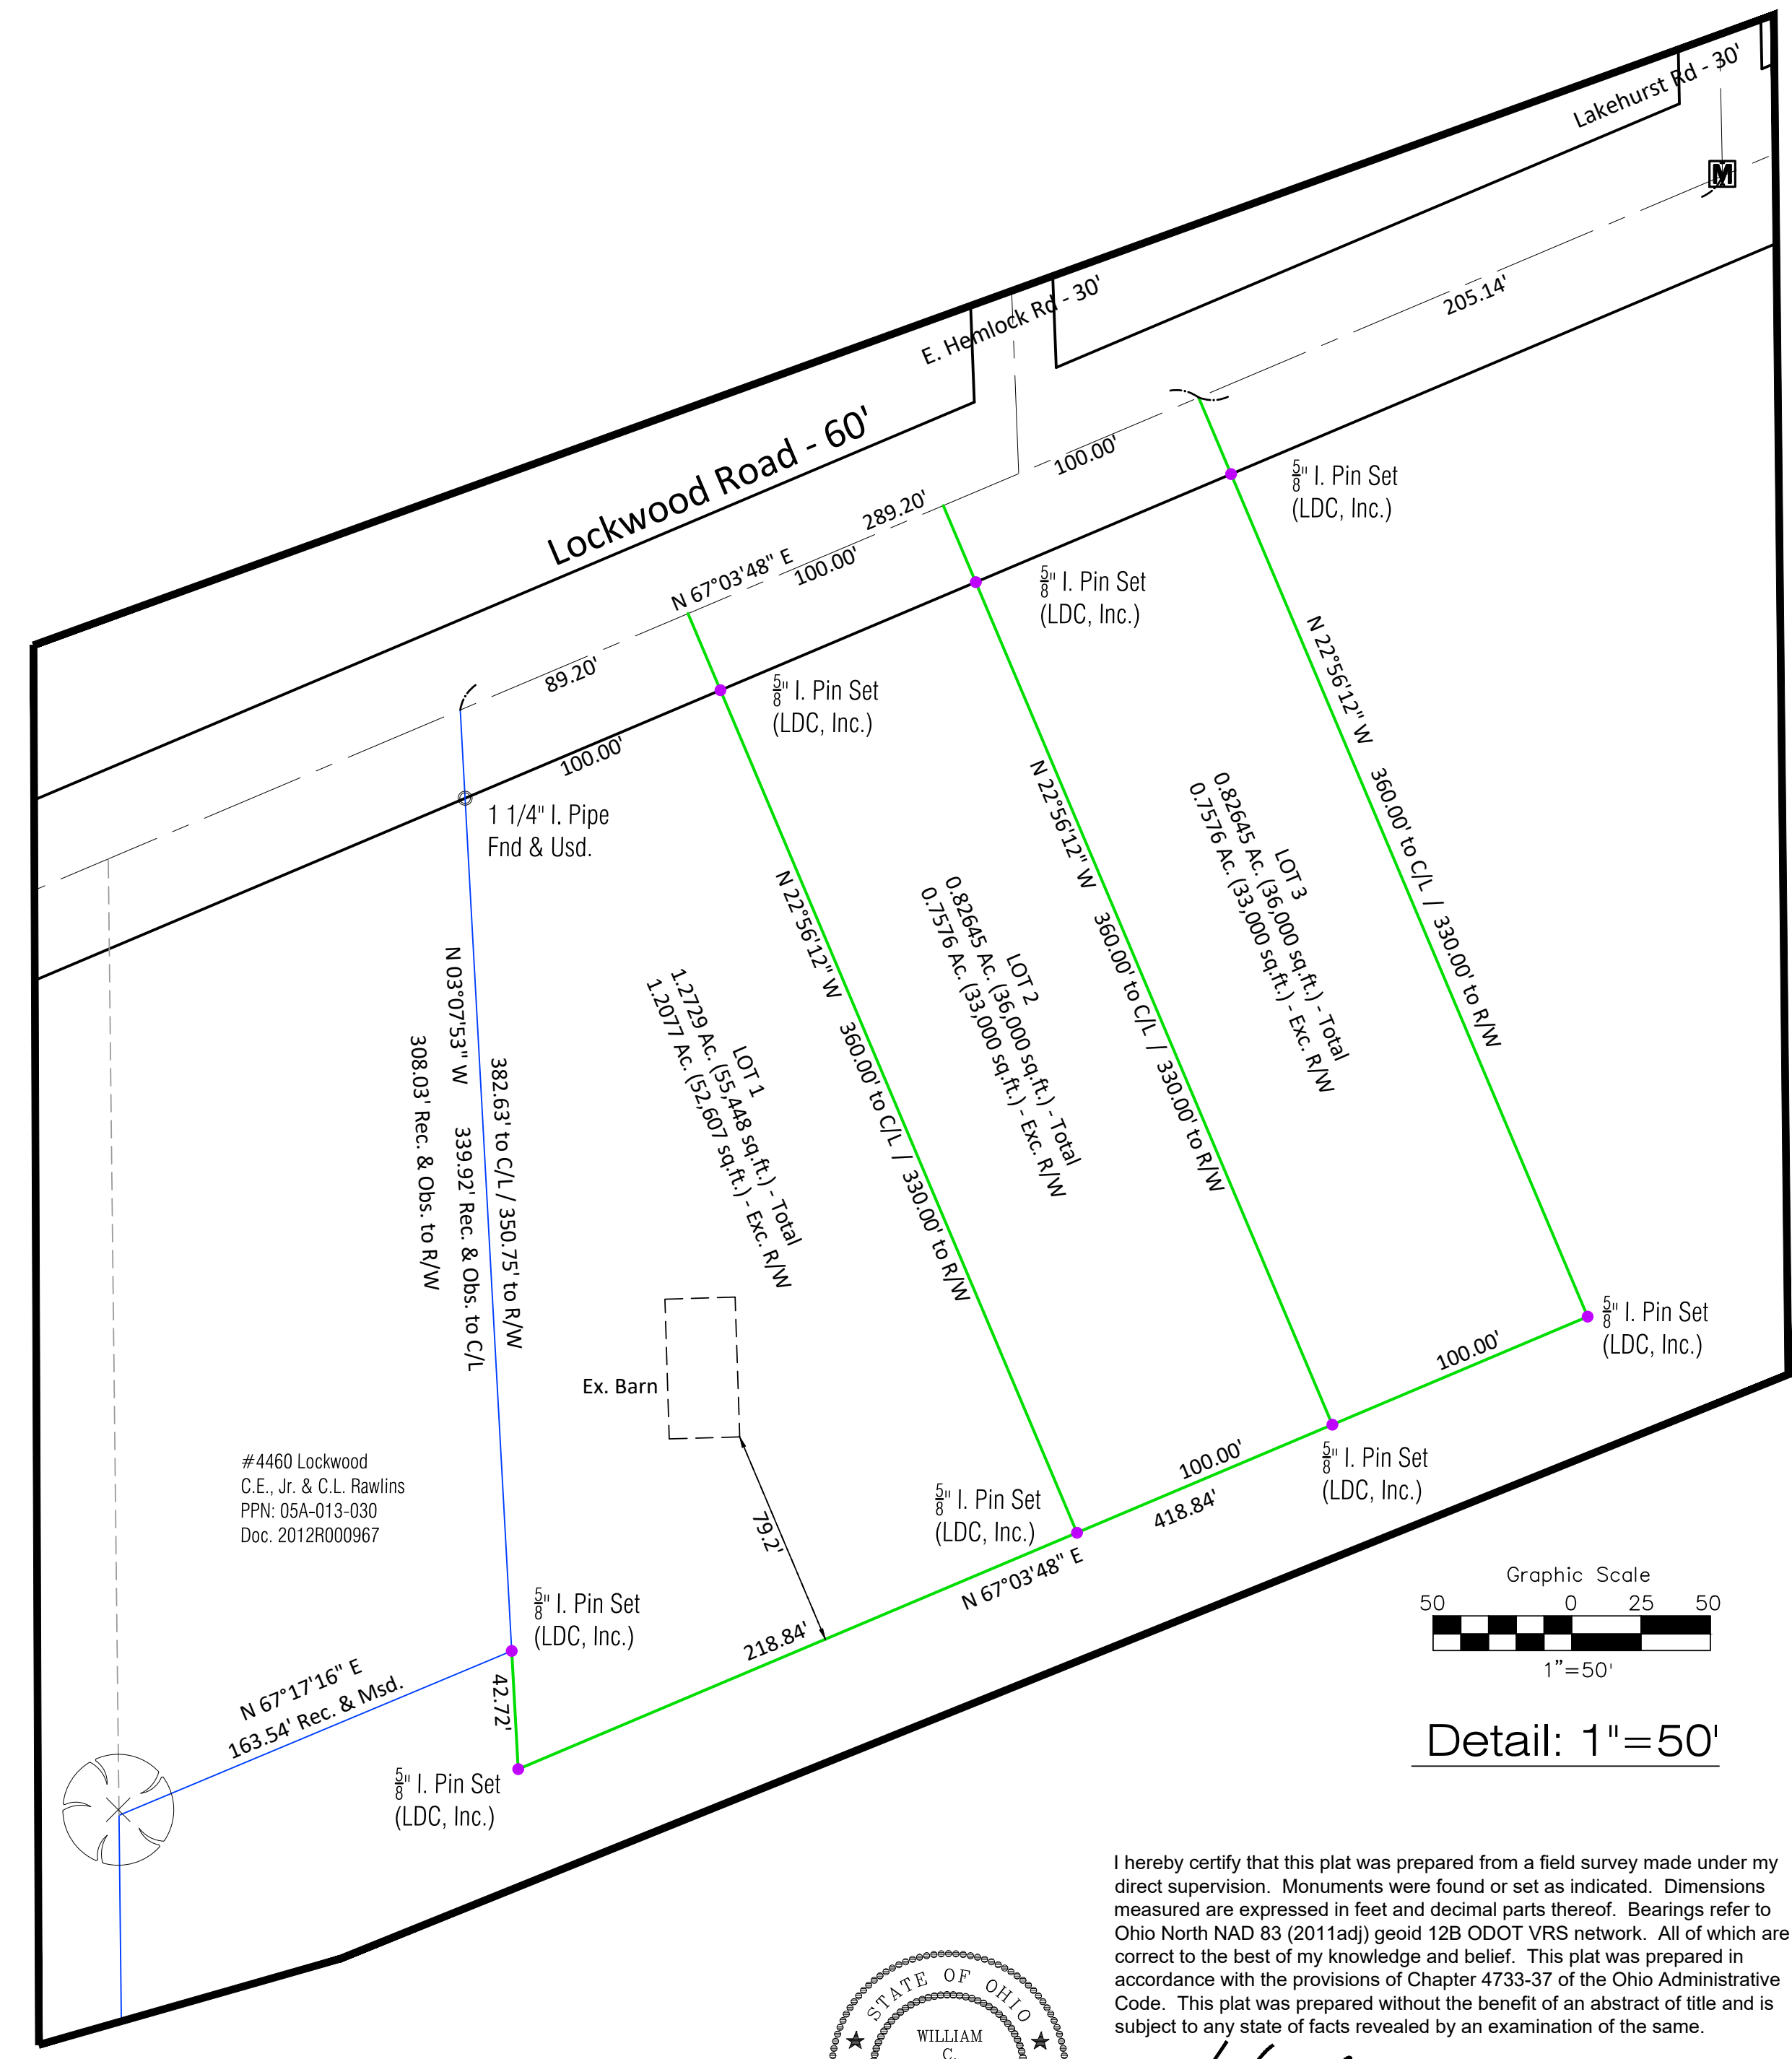 Lakehurst Rd - 30'
M
205.14'
E. Hemlock Rd - 30'
Lockwood Road - 60'
100.00'
289.20'
N 67°03'48" E
100.00'
89.20'
100.00'
5/8" I. Pin Set
(LDC, Inc.)
5/8" I. Pin Set
(LDC, Inc.)
5/8" I. Pin Set
(LDC, Inc.)
1 1/4" I. Pipe
Fnd & Usd.
N 22°56'12" W 360.00' to C/L / 330.00' to R/W
LOT 3
0.82645 Ac. (36,000 sq.ft.) - Total
0.7576 Ac. (33,000 sq.ft.) - Exc. R/W
N 22°56'12" W 360.00' to C/L / 330.00' to R/W
LOT 2
0.82645 Ac. (36,000 sq.ft.) - Total
0.7576 Ac. (33,000 sq.ft.) - Exc. R/W
N 22°56'12" W 360.00' to C/L / 330.00' to R/W
LOT 1
1.2729 Ac. (55,448 sq.ft.) - Total
1.2077 Ac. (52,607 sq.ft.) - Exc. R/W
382.63' to C/L / 350.75' to R/W
N 03°07'53" W 339.92' Rec. & Obs. to C/L
308.03' Rec. & Obs. to R/W
Ex. Barn
79.2'
#4460 Lockwood
C.E., Jr. & C.L. Rawlins
PPN: 05A-013-030
Doc. 2012R000967
5/8" I. Pin Set
(LDC, Inc.)
100.00'
5/8" I. Pin Set
(LDC, Inc.)
100.00'
418.84'
5/8" I. Pin Set
(LDC, Inc.)
N 67°03'48" E
218.84'
5/8" I. Pin Set
(LDC, Inc.)
42.72'
N 67°17'16" E
163.54' Rec. & Msd.
5/8" I. Pin Set
(LDC, Inc.)
Graphic Scale
50 0 25 50
1"=50'
Detail: 1"=50'
I hereby certify that this plat was prepared from a field survey made under my
direct supervision. Monuments were found or set as indicated. Dimensions
measured are expressed in feet and decimal parts thereof. Bearings refer to
Ohio North NAD 83 (2011adj) geoid 12B ODOT VRS network. All of which are
correct to the best of my knowledge and belief. This plat was prepared in
accordance with the provisions of Chapter 4733-37 of the Ohio Administrative
Code. This plat was prepared without the benefit of an abstract of title and is
subject to any state of facts revealed by an examination of the same.
STATE OF OHIO
WILLIAM
C.